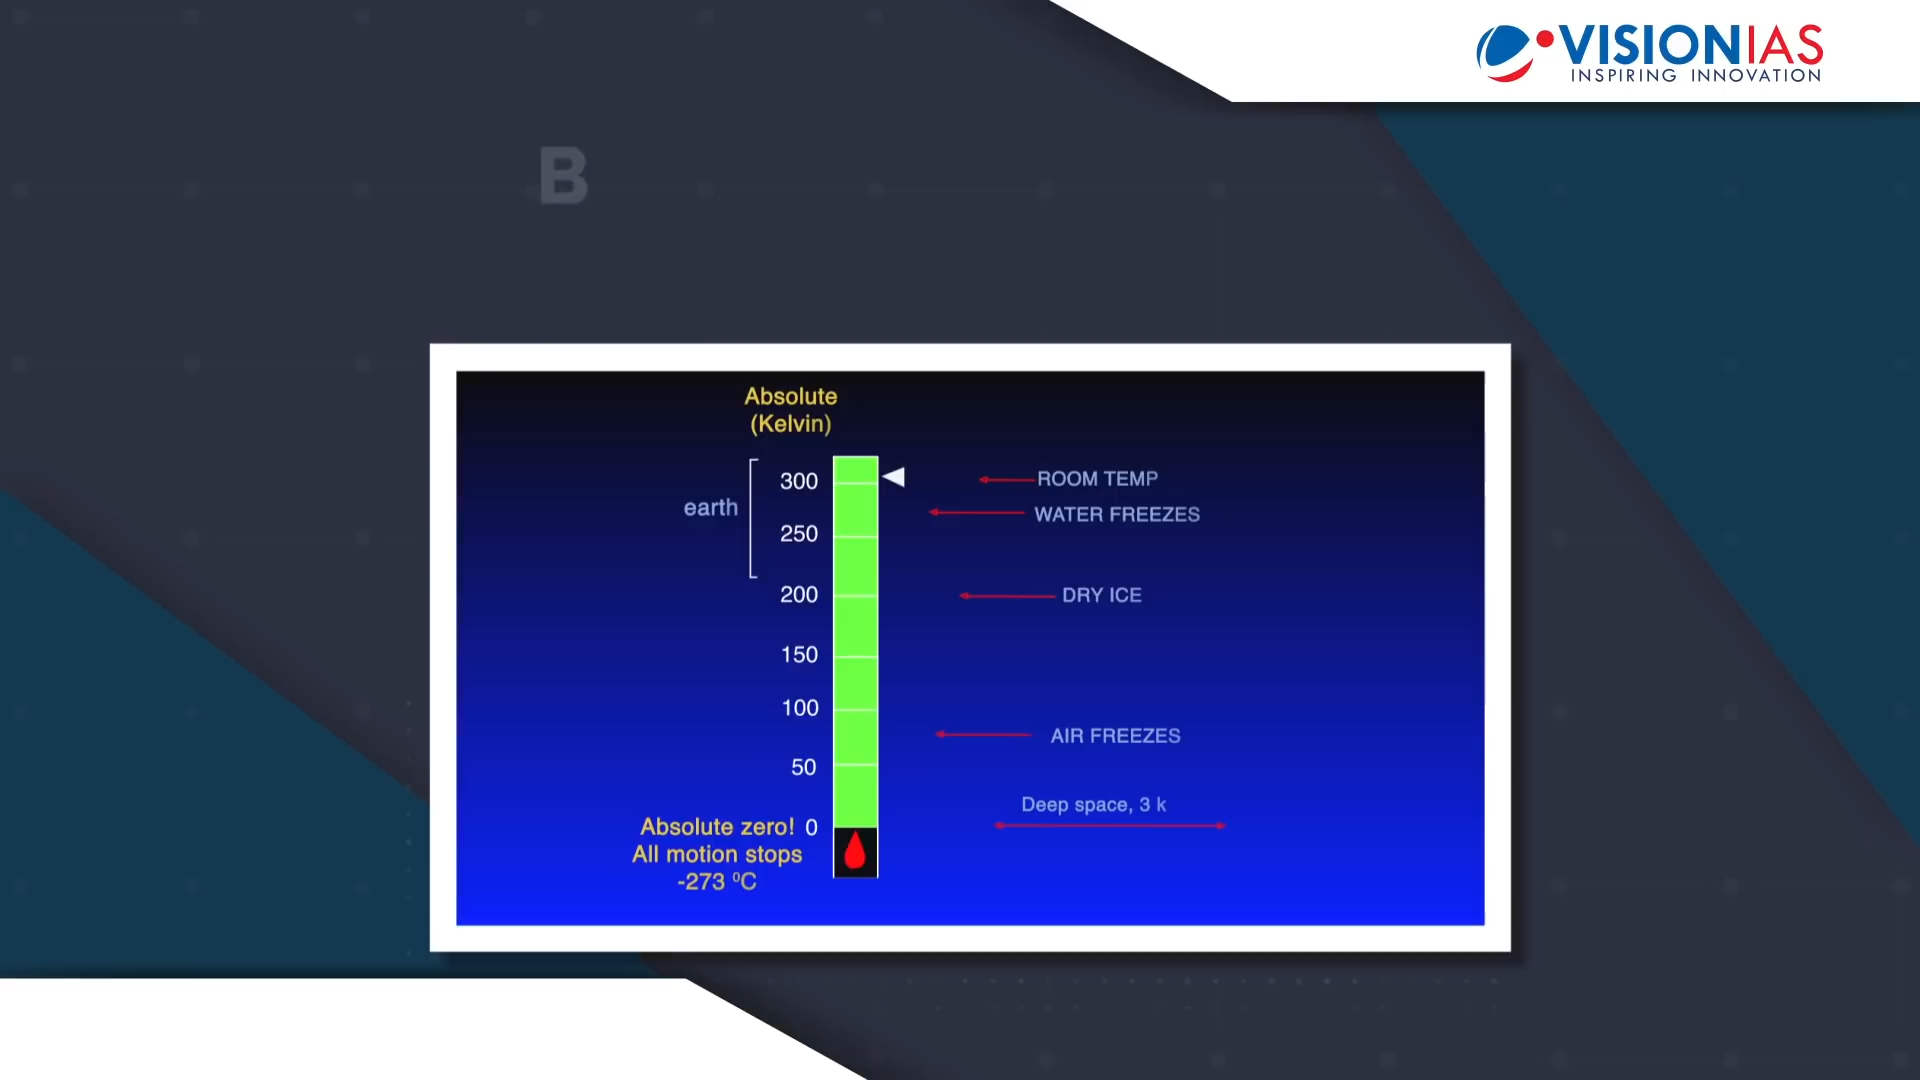 VISIONIAS
INSPIRING INNOVATION
B
Absolute
(Kelvin)
300
ROOM TEMP
earth
WATER FREEZES
250
200
DRY ICE
150
100
AIR FREEZES
50
Deep space, 3 k
Absolute zero! 0
All motion stops
-273 ⁰C